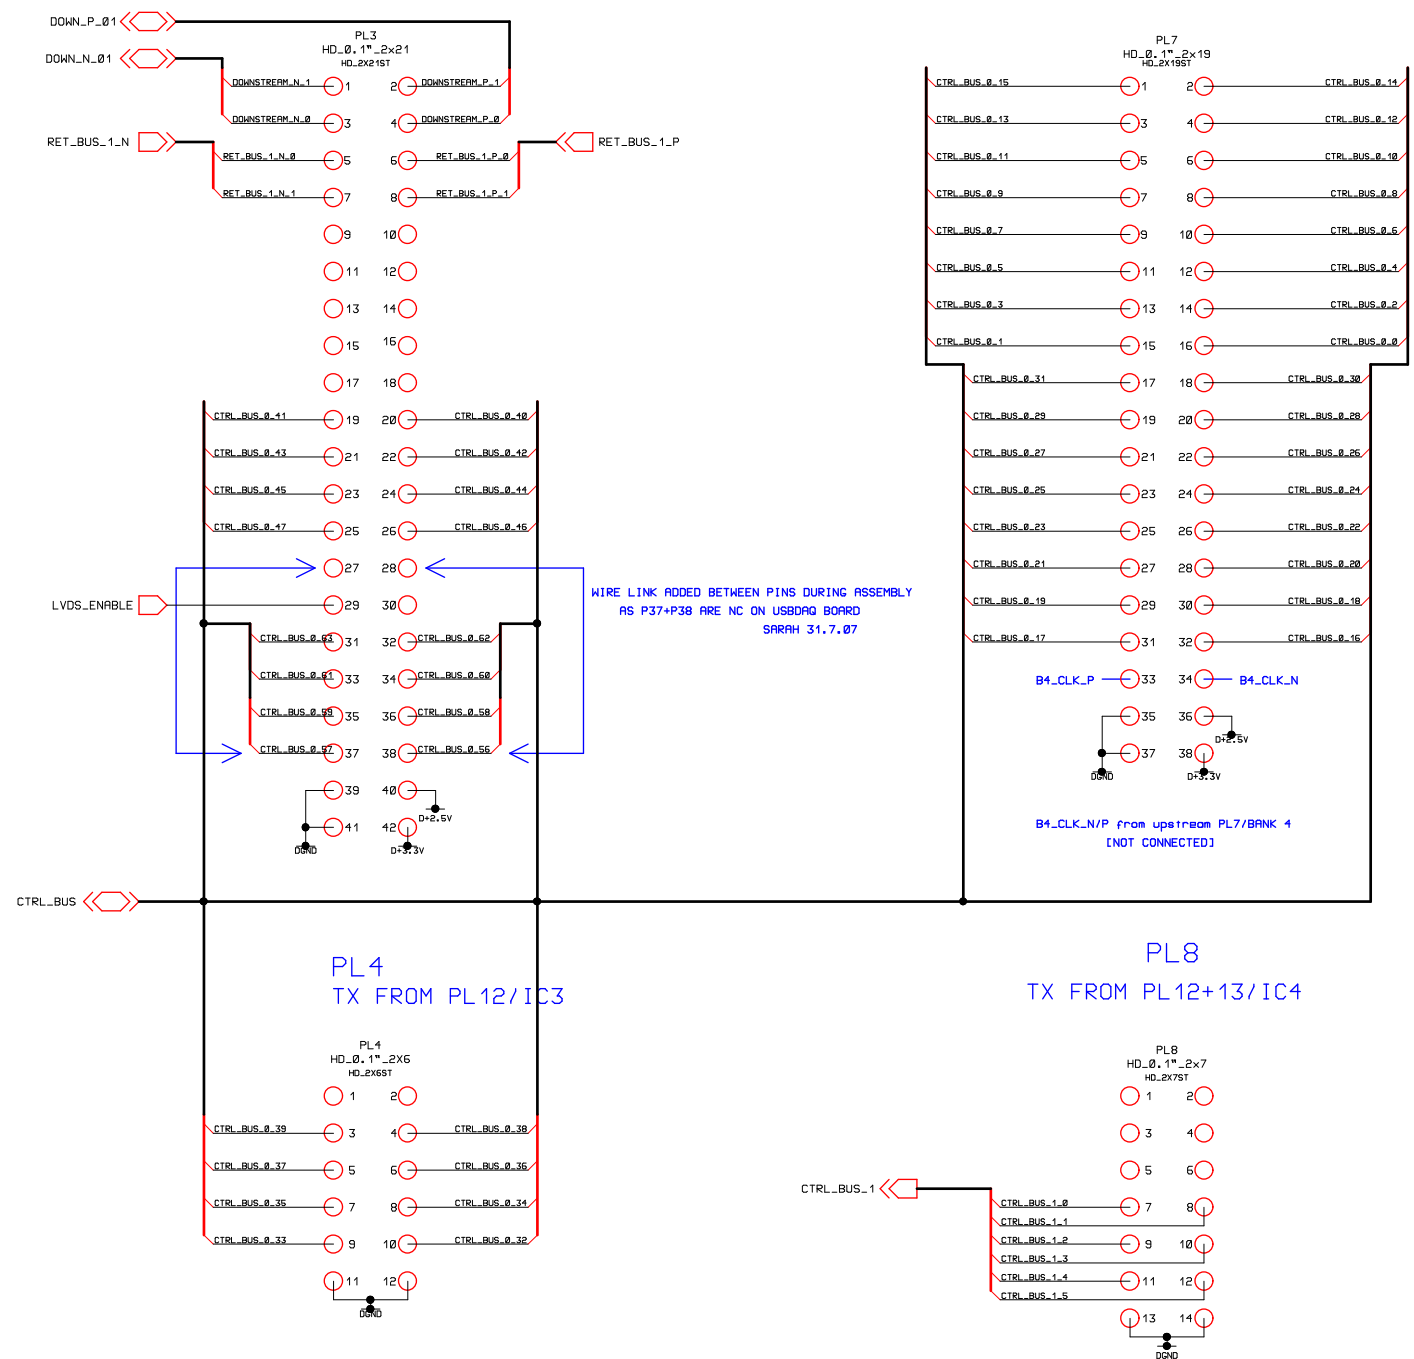 DOWN_P_01
DOWN_N_01
RET_BUS_1_N
RET_BUS_1_P
PL3
HD_0.1"_2x21
HD_2X21ST
DOWNSTREAM_N_1 1 2 DOWNSTREAM_P_1
DOWNSTREAM_N_0 3 4 DOWNSTREAM_P_0
RET_BUS_1_N_0 5 6 RET_BUS_1_P_0
RET_BUS_1_N_1 7 8 RET_BUS_1_P_1
9 10
11 12
13 14
15 16
17 18
CTRL_BUS_0_41 19 20 CTRL_BUS_0_40
CTRL_BUS_0_43 21 22 CTRL_BUS_0_42
CTRL_BUS_0_45 23 24 CTRL_BUS_0_44
CTRL_BUS_0_47 25 26 CTRL_BUS_0_46
27 28
LVDS_ENABLE 29 30
CTRL_BUS_0_63 31 32 CTRL_BUS_0_62
CTRL_BUS_0_61 33 34 CTRL_BUS_0_60
CTRL_BUS_0_59 35 36 CTRL_BUS_0_58
CTRL_BUS_0_57 37 38 CTRL_BUS_0_56
39 40
D+2.5V
41 42
DGND D+3.3V
WIRE LINK ADDED BETWEEN PINS DURING ASSEMBLY
AS P37+P38 ARE NC ON USBDAQ BOARD
SARAH 31.7.07
PL7
HD_0.1"_2x19
HD_2X19ST
CTRL_BUS_0_15 1 2 CTRL_BUS_0_14
CTRL_BUS_0_13 3 4 CTRL_BUS_0_12
CTRL_BUS_0_11 5 6 CTRL_BUS_0_10
CTRL_BUS_0_9 7 8 CTRL_BUS_0_8
CTRL_BUS_0_7 9 10 CTRL_BUS_0_6
CTRL_BUS_0_5 11 12 CTRL_BUS_0_4
CTRL_BUS_0_3 13 14 CTRL_BUS_0_2
CTRL_BUS_0_1 15 16 CTRL_BUS_0_0
CTRL_BUS_0_31 17 18 CTRL_BUS_0_30
CTRL_BUS_0_29 19 20 CTRL_BUS_0_28
CTRL_BUS_0_27 21 22 CTRL_BUS_0_26
CTRL_BUS_0_25 23 24 CTRL_BUS_0_24
CTRL_BUS_0_23 25 26 CTRL_BUS_0_22
CTRL_BUS_0_21 27 28 CTRL_BUS_0_20
CTRL_BUS_0_19 29 30 CTRL_BUS_0_18
CTRL_BUS_0_17 31 32 CTRL_BUS_0_16
B4_CLK_P 33 34 B4_CLK_N
35 36
D+2.5V
37 38
DGND D+3.3V
B4_CLK_N/P from upstream PL7/BANK 4
[NOT CONNECTED]
CTRL_BUS
PL4
TX FROM PL12/IC3
PL4
HD_0.1"_2X6
HD_2X6ST
1 2
CTRL_BUS_0_39 3 4 CTRL_BUS_0_38
CTRL_BUS_0_37 5 6 CTRL_BUS_0_36
CTRL_BUS_0_35 7 8 CTRL_BUS_0_34
CTRL_BUS_0_33 9 10 CTRL_BUS_0_32
11 12
DGND
PL8
TX FROM PL12+13/IC4
PL8
HD_0.1"_2x7
HD_2X7ST
1 2
3 4
5 6
CTRL_BUS_1
CTRL_BUS_1_0 7 8
CTRL_BUS_1_1
CTRL_BUS_1_2 9 10
CTRL_BUS_1_3
CTRL_BUS_1_4 11 12
CTRL_BUS_1_5
13 14
DGND